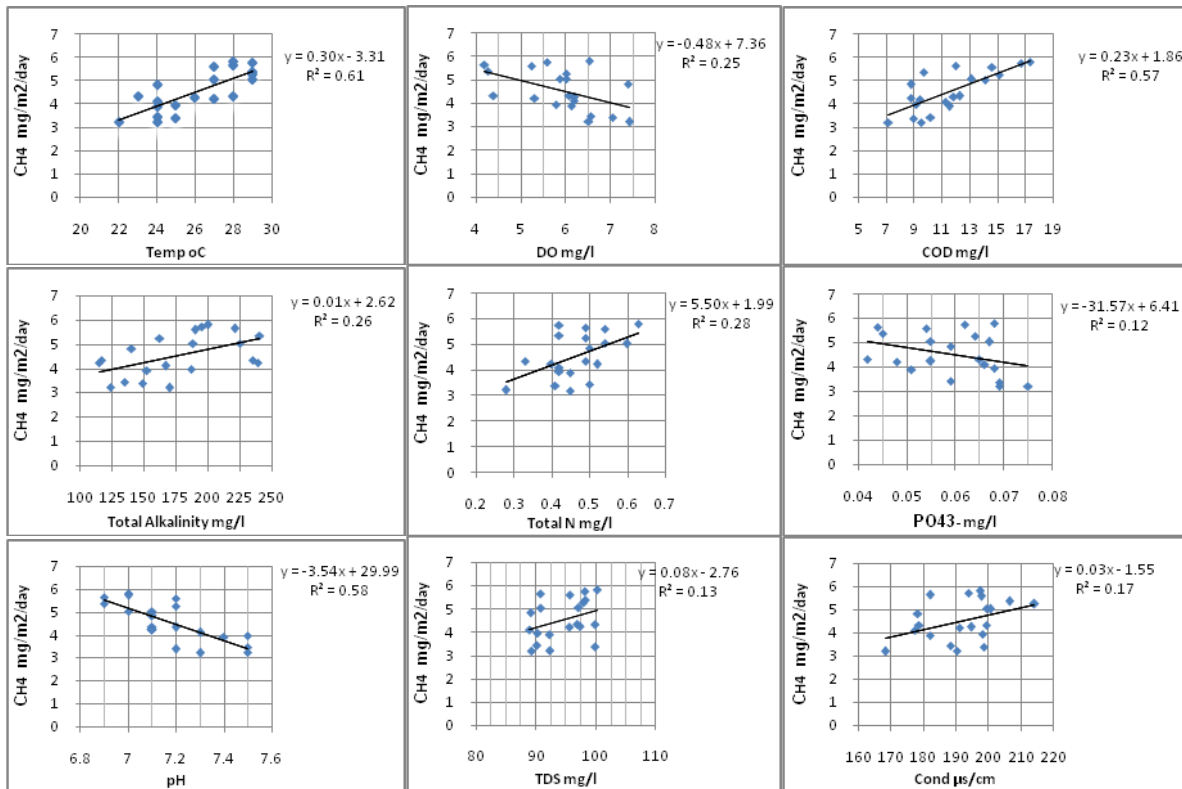 7
6
5
4
3
2
1
0
CH4 mg/m2/day
y = 0.30x - 3.31
R² = 0.61
20 22 24 26 28 30
Temp oC
7
6
5
4
3
2
1
0
CH4 mg/m2/day
y = -0.48x + 7.36
R² = 0.25
4 5 6 7 8
DO mg/l
7
6
5
4
3
2
1
0
CH4 mg/m2/day
y = 0.23x + 1.86
R² = 0.57
5 7 9 11 13 15 17 19
COD mg/l
7
6
5
4
3
2
1
0
CH4 mg/m2/day
y = 0.01x + 2.62
R² = 0.26
100 125 150 175 200 225 250
Total Alkalinity mg/l
7
6
5
4
3
2
1
0
CH4 mg/m2/day
y = 5.50x + 1.99
R² = 0.28
0.2 0.3 0.4 0.5 0.6 0.7
Total N mg/l
7
6
5
4
3
2
1
0
CH4 mg/m2/day
y = -31.57x + 6.41
R² = 0.12
0.04 0.05 0.06 0.07 0.08
PO43- mg/l
7
6
5
4
3
2
1
0
CH4 mg/m2/day
y = -3.54x + 29.99
R² = 0.58
6.8 7 7.2 7.4 7.6
pH
7
6
5
4
3
2
1
0
CH4 mg/m2/day
y = 0.08x - 2.76
R² = 0.13
80 90 100 110
TDS mg/l
7
6
5
4
3
2
1
0
CH4 mg/m2/day
y = 0.03x - 1.55
R² = 0.17
160 170 180 190 200 210 220
Cond µs/cm